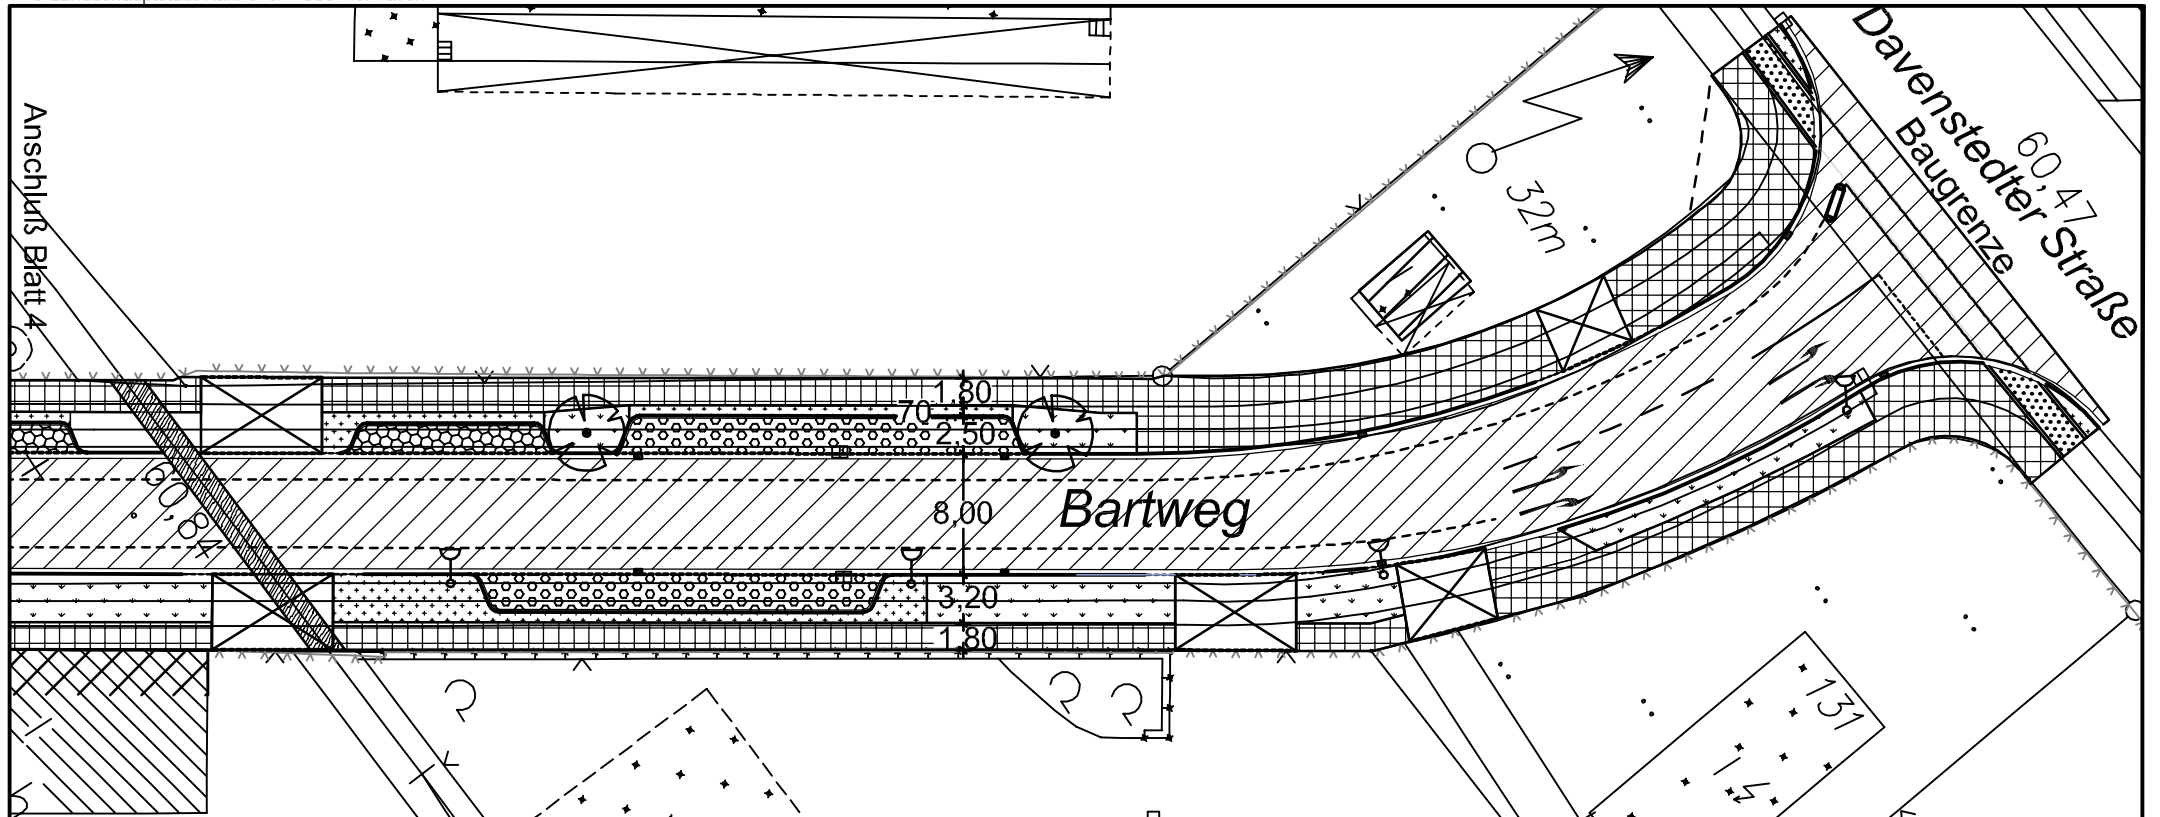 Anschluß Blatt 4
Davenstedter Straße
Baugrenze
60,47
32m
1,80
70
2,50
8,00
Bartweg
3,20
1,80
60,84
131